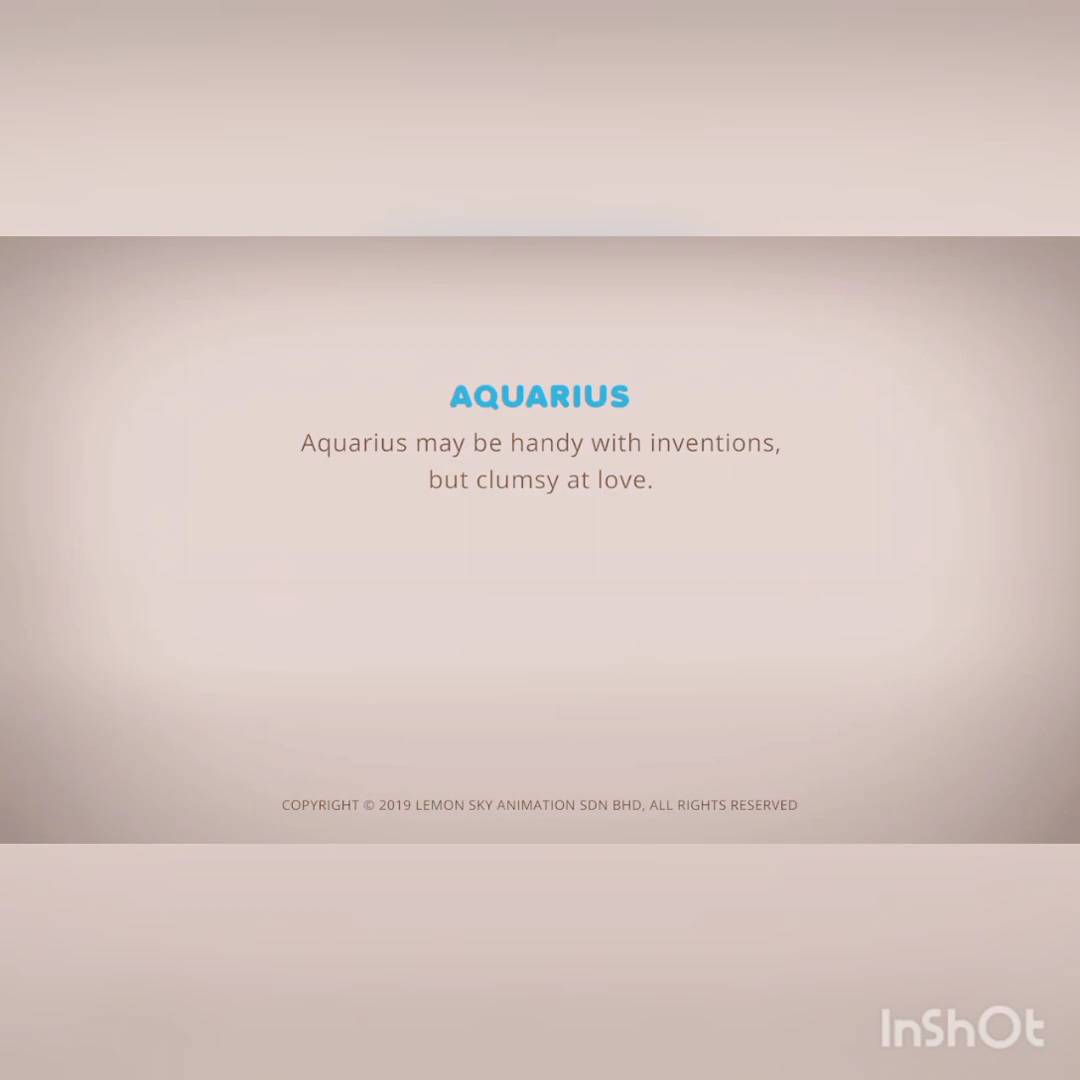 AQUARIUS
Aquarius may be handy with inventions,
but clumsy at love.
COPYRIGHT © 2019 LEMON SKY ANIMATION SDN BHD, ALL RIGHTS RESERVED
InShOt